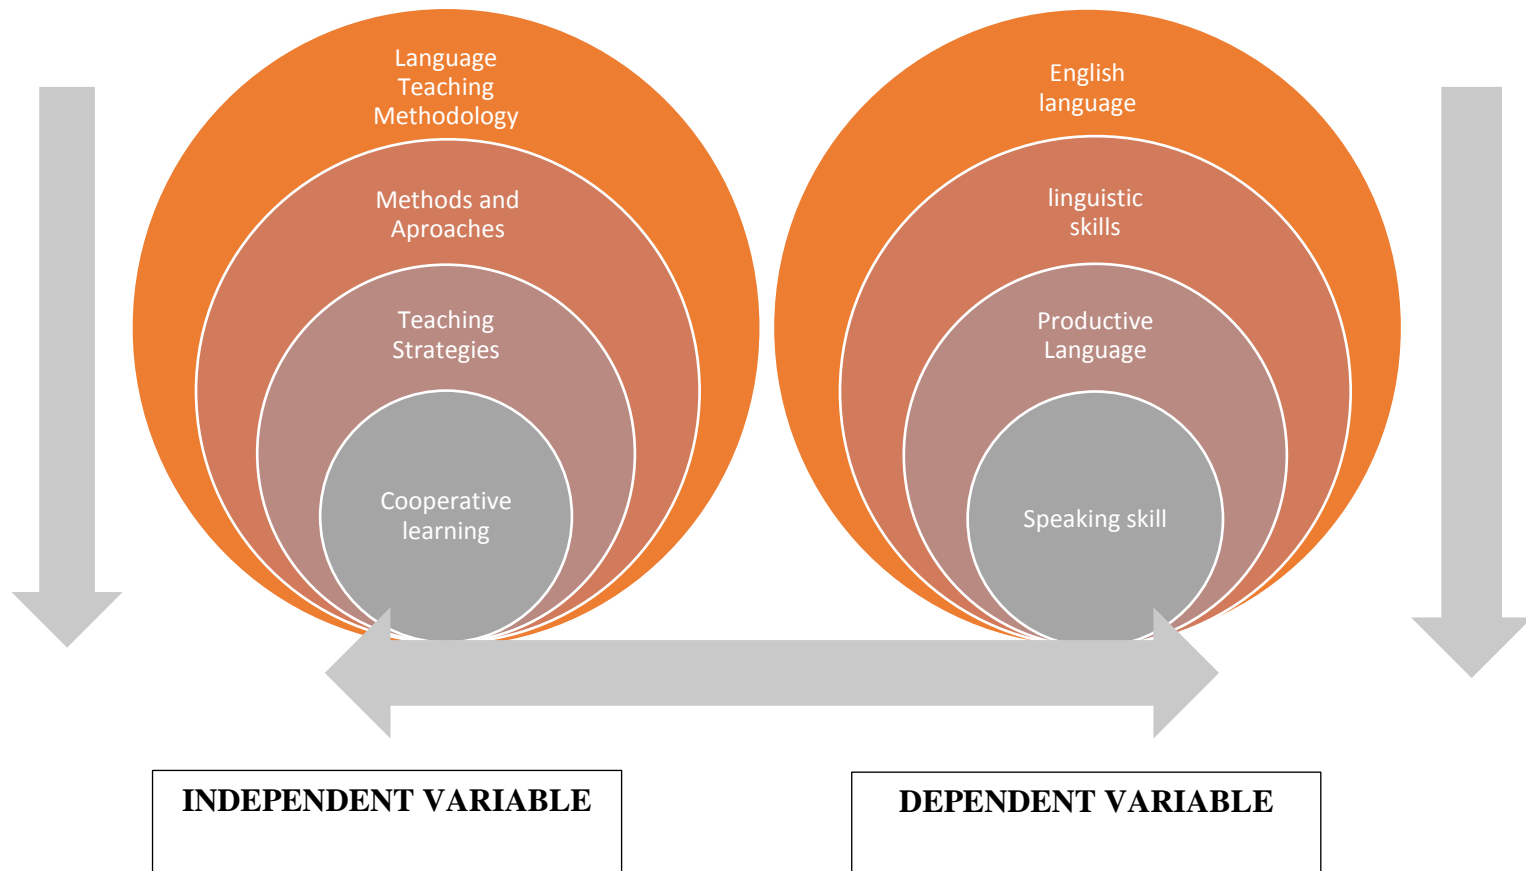 Language
Teaching
Methodology
Methods and
Aproaches
Teaching
Strategies
Cooperative
learning
English
language
linguistic
skills
Productive
Language
Speaking skill
INDEPENDENT VARIABLE
DEPENDENT VARIABLE